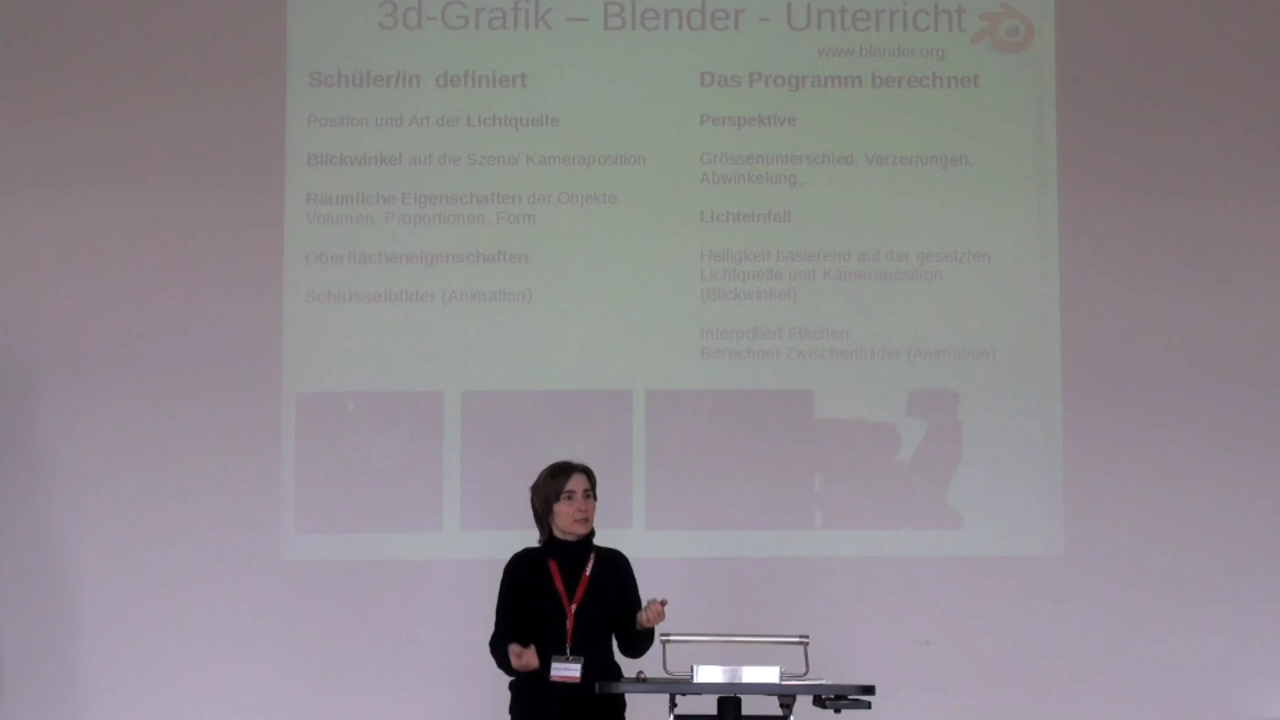 3d-Grafik – Blender - Unterricht
www.blender.org
Schüler/in definiert
Position und Art der Lichtquelle
Blickwinkel auf die Szene/ Kameraposition
Räumliche Eigenschaften der Objekte
Volumen, Proportionen, Form
Oberflächeneigenschaften
Schlüsselbilder (Animation)
Das Programm berechnet
Perspektive
Grössenunterschied, Verzerrungen,
Abwinkelung,...
Lichteinfall
Helligkeit basierend auf der gesetzten
Lichtquelle und Kameraposition
(Blickwinkel)
Interpoliert Flächen
Berechnet Zwischenbilder (Animation)